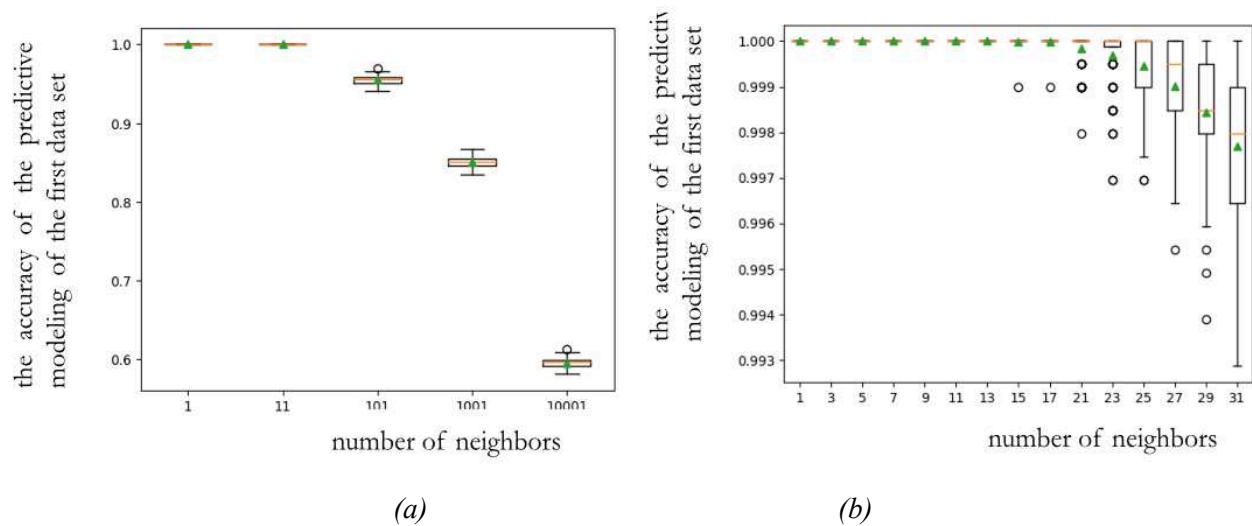 the accuracy of the predictive
modeling of the first data set
1.0
0.9
0.8
0.7
0.6
1
11
101
1001
10001
number of neighbors
(a)
the accuracy of the predictiv
modeling of the first data set
1.000
0.999
0.998
0.997
0.996
0.995
0.994
0.993
1 3 5 7 9 11 13 15 17 21 23 25 27 29 31
number of neighbors
(b)